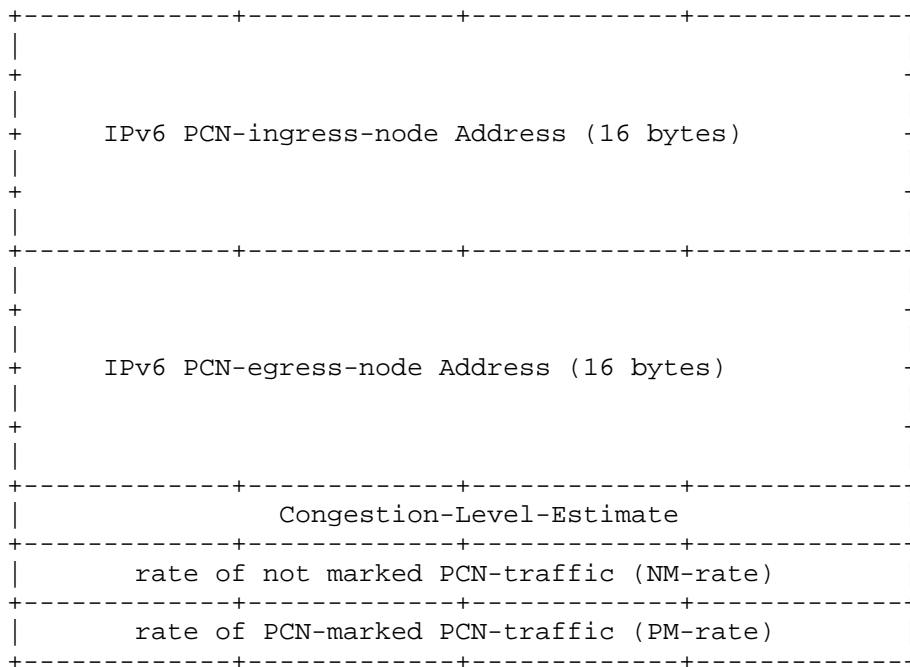 IPv6 PCN-ingress-node Address (16 bytes)
IPv6 PCN-egress-node Address (16 bytes)
Congestion-Level-Estimate
rate of not marked PCN-traffic (NM-rate)
rate of PCN-marked PCN-traffic (PM-rate)